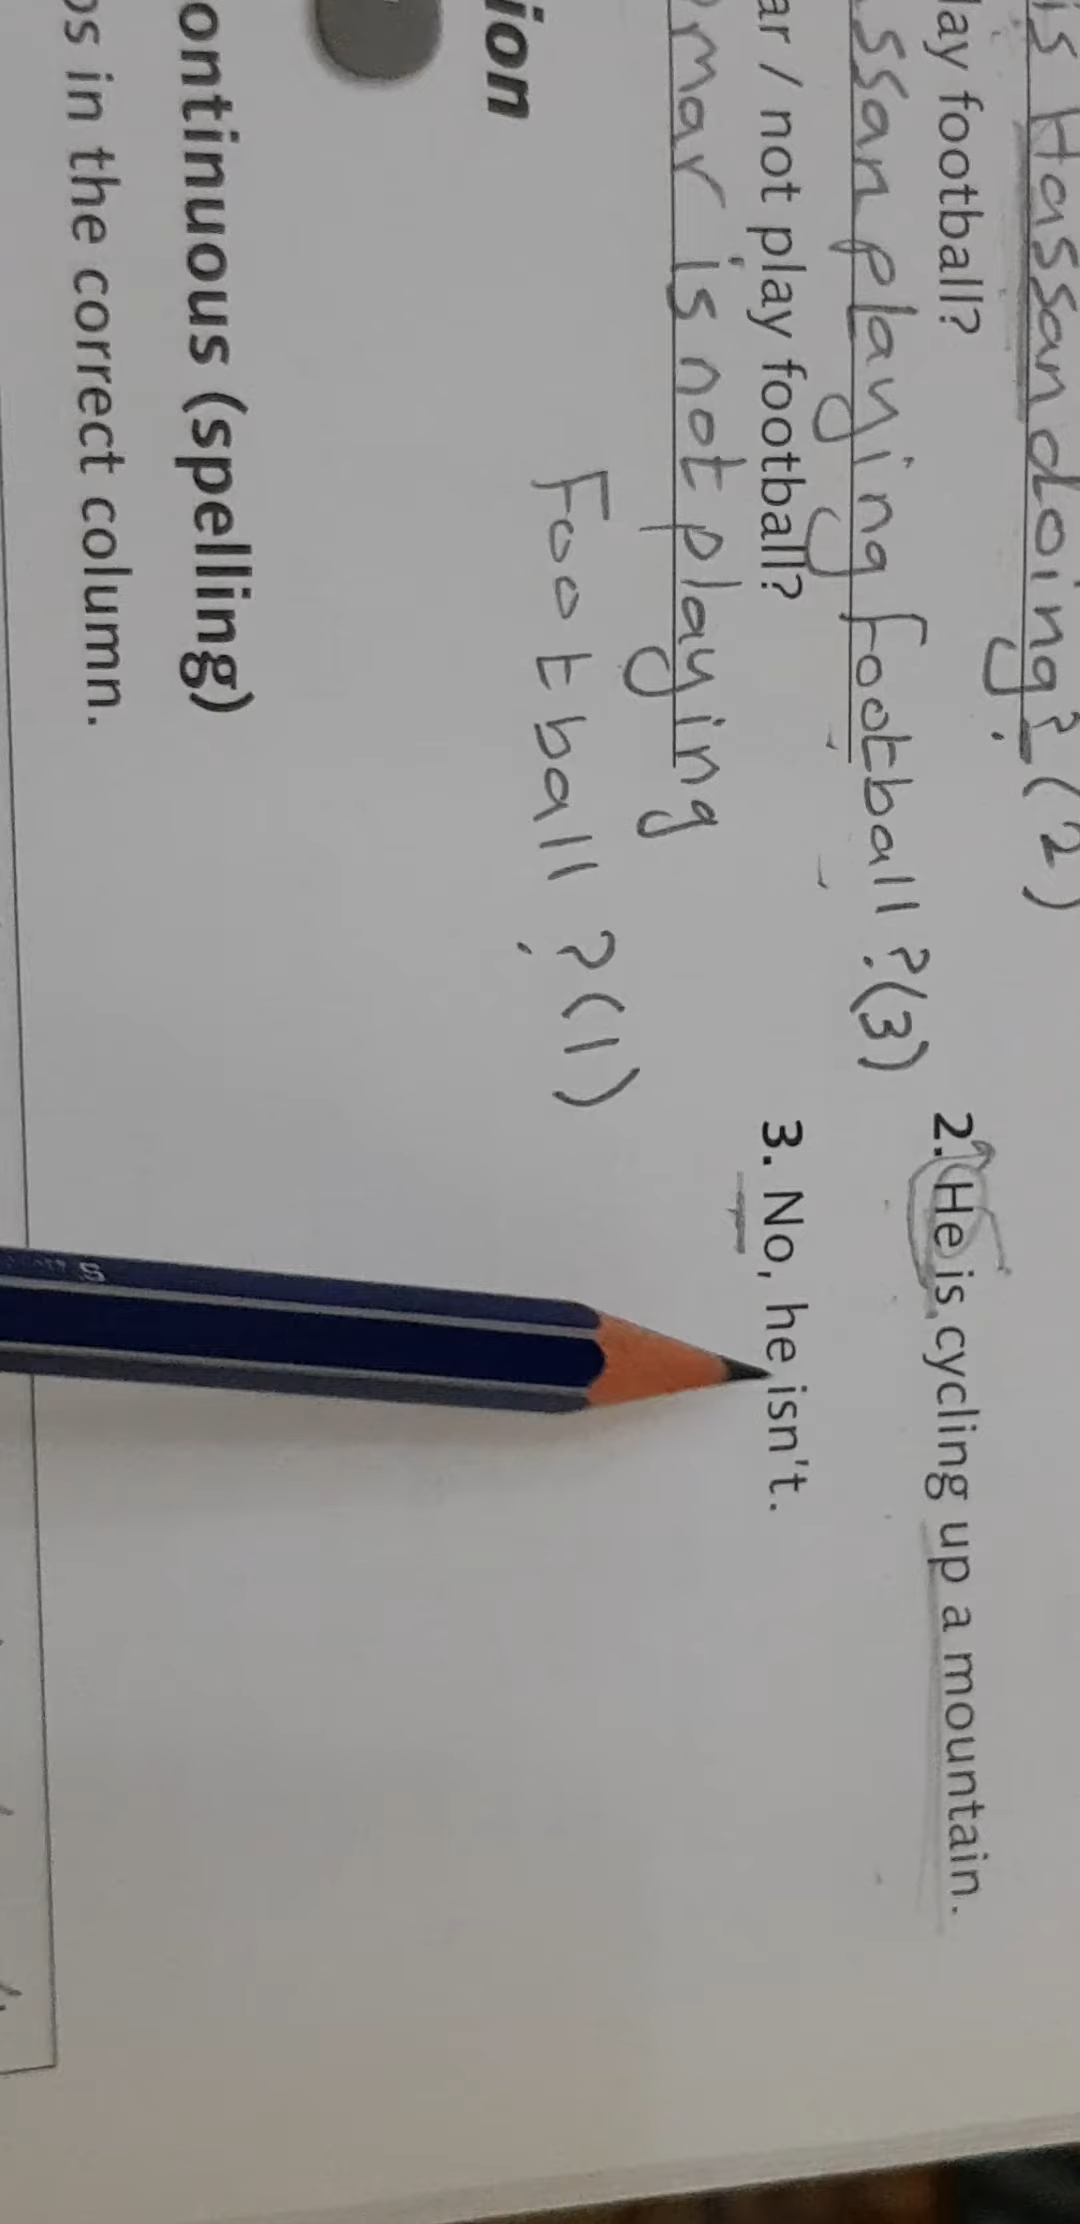 is Hassan doing? (2)
lay football?
ssan playing football? (3)
2. He is cycling up a mountain.
ar / not play football?
3. No, he isn't.
mar is not playing
Football? (1)
ion
ontinuous (spelling)
os in the correct column.